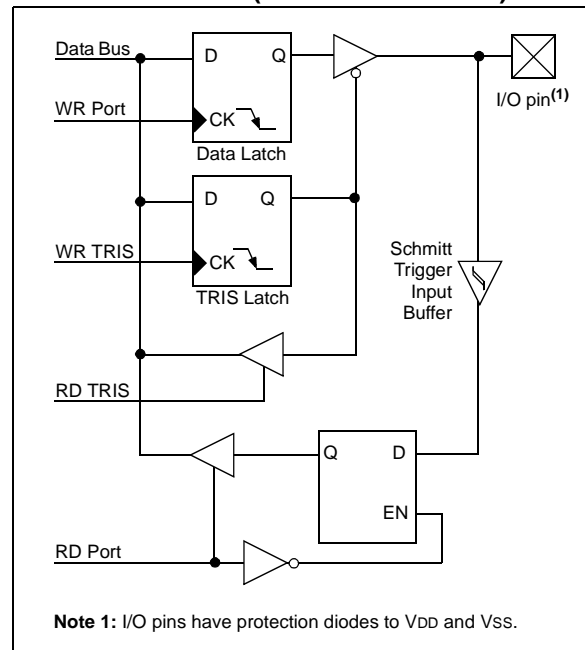 Data Bus
D
Q
I/O pin(1)
WR Port
CK
Data Latch
D
Q
WR TRIS
CK
TRIS Latch
Schmitt
Trigger
Input
Buffer
RD TRIS
Q
D
EN
RD Port
Note 1: I/O pins have protection diodes to VDD and VSS.